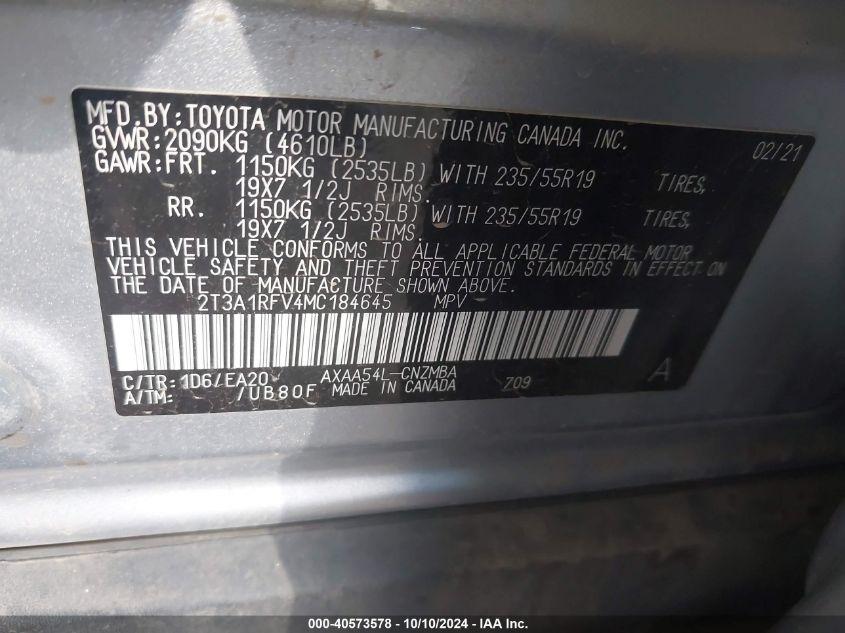 MFD.BY:TOYOTA MOTOR MANUFACTURING CANADA INC.
GVWR:2090KG (4610LB) 02/21
GAWR:FRT. 1150KG (2535LB) WITH 235/55R19 TIRES,
19X7 1/2J RIMS.
RR. 1150KG (2535LB) WITH 235/55R19 TIRES,
19X7 1/2J RIMS.
THIS VEHICLE CONFORMS TO ALL APPLICABLE FEDERAL MOTOR
VEHICLE SAFETY AND THEFT PREVENTION STANDARDS IN EFFECT ON
THE DATE OF MANUFACTURE SHOWN ABOVE.
2T3A1RFV4MC184645 MPV
C/TR:1D6/EA20 AXAA54L-CNZMBA A
A/TM: /UB80F MADE IN CANADA 709
000-40573578 - 10/10/2024 - IAA Inc.